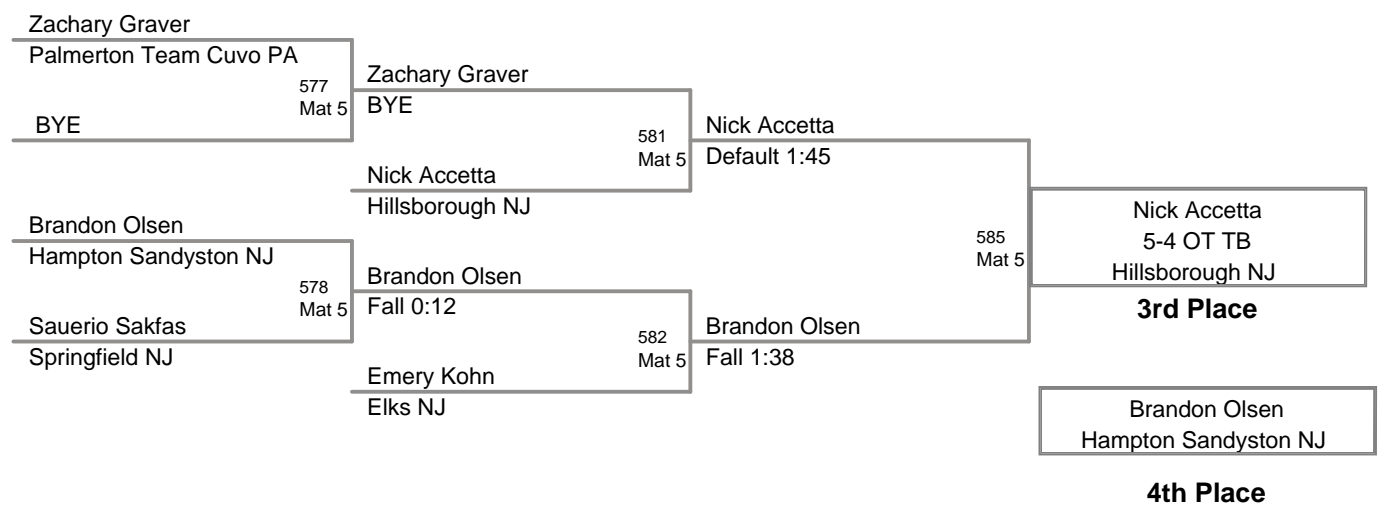 Zachary Graver
Palmerton Team Cuvo PA
577
Mat 5
BYE
Zachary Graver
BYE
581
Mat 5
Nick Accetta
Hillsborough NJ
Nick Accetta
Default 1:45
Brandon Olsen
Hampton Sandyston NJ
578
Mat 5
Sauerio Sakfas
Springfield NJ
Brandon Olsen
Fall 0:12
582
Mat 5
Emery Kohn
Elks NJ
Brandon Olsen
Fall 1:38
585
Mat 5
Nick Accetta
5-4 OT TB
Hillsborough NJ
3rd Place
Brandon Olsen
Hampton Sandyston NJ
4th Place